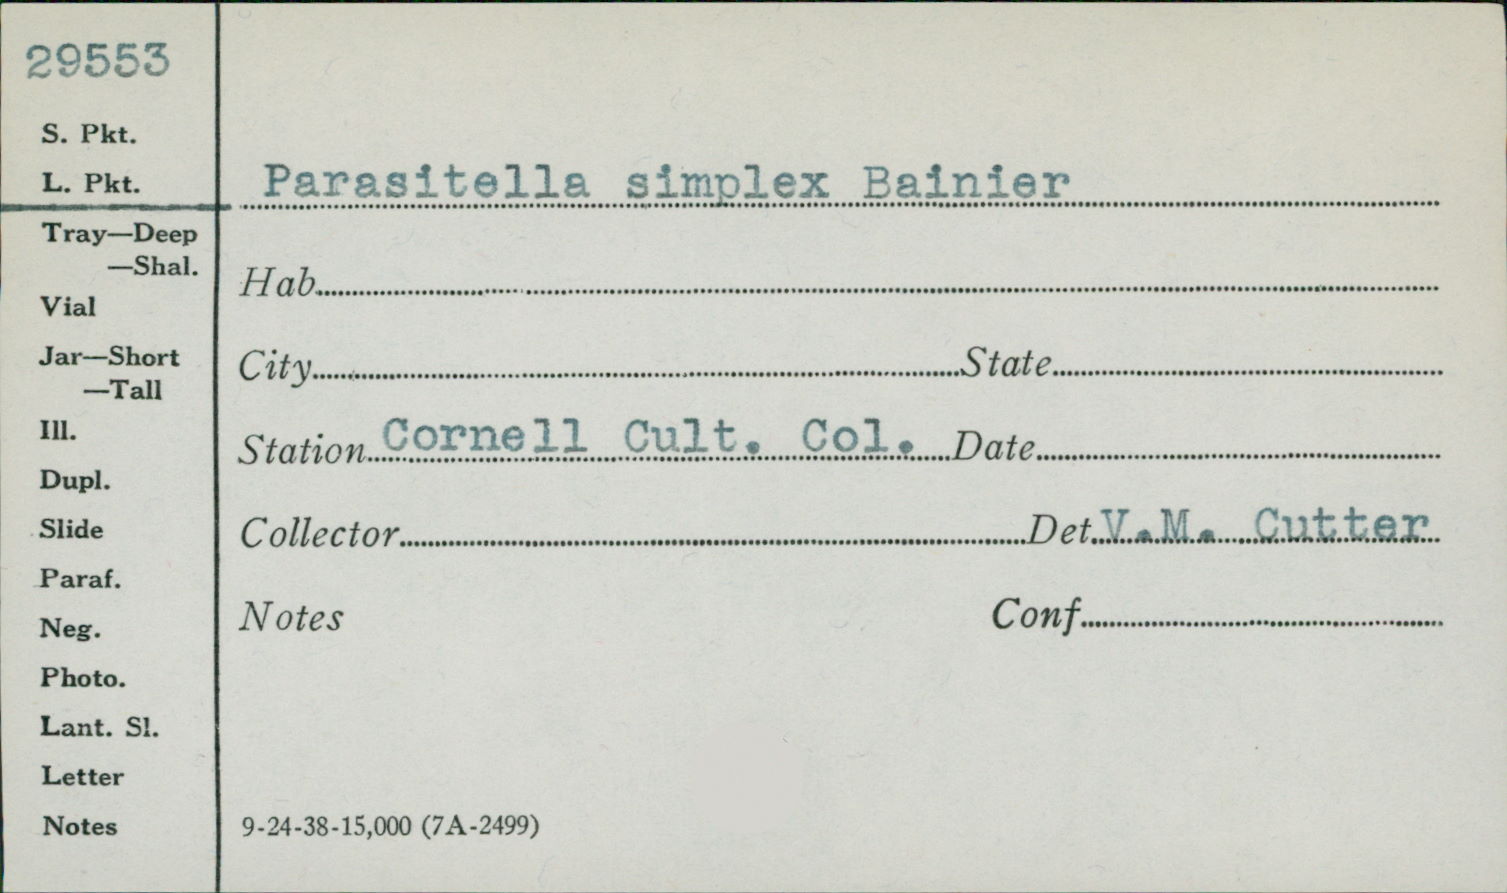 29553
S. Pkt.
L. Pkt.
Tray—Deep
—Shal.
Vial
Jar—Short
—Tall
Ill.
Dupl.
Slide
Paraf.
Neg.
Photo.
Lant. Sl.
Letter
Notes
Parasitella simplex Bainier
Hab
City State
Station Cornell Cult. Col. Date
Collector Det. V.M. Cutter
Notes Conf.
9-24-38-15,000 (7A-2499)